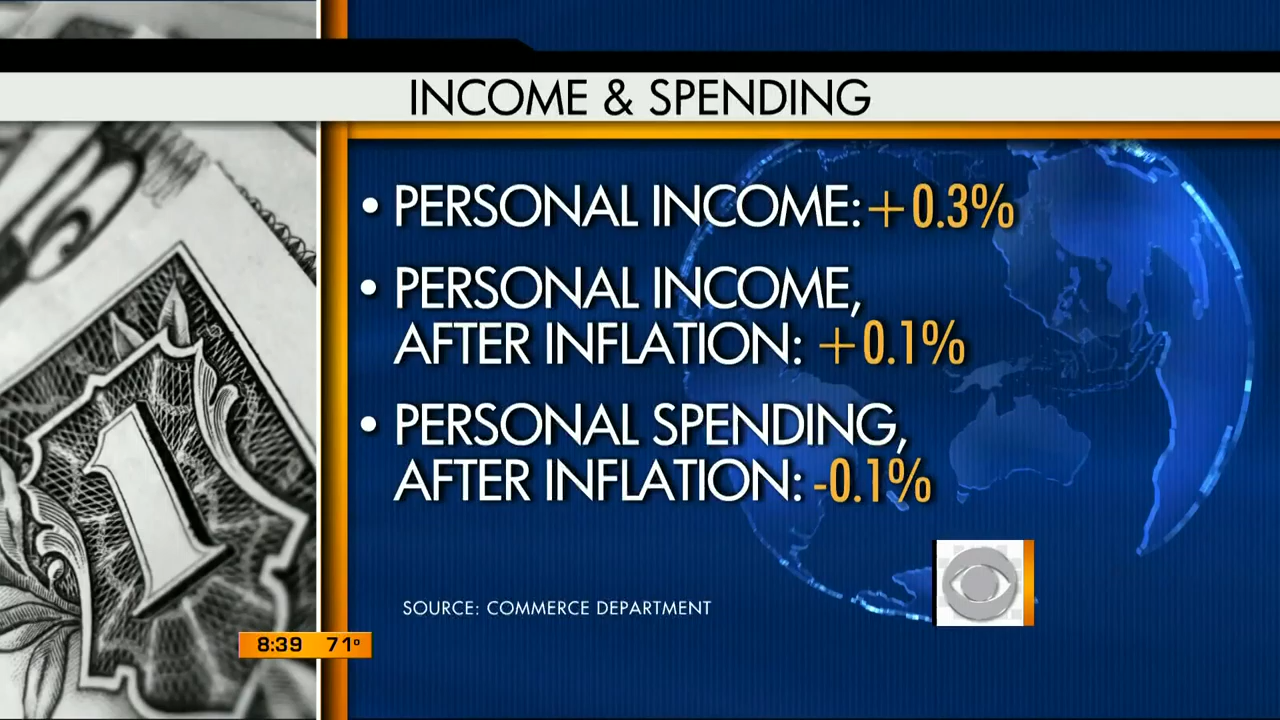 INCOME & SPENDING
• PERSONAL INCOME: +0.3%
• PERSONAL INCOME,
AFTER INFLATION: +0.1%
• PERSONAL SPENDING,
AFTER INFLATION: -0.1%
SOURCE: COMMERCE DEPARTMENT
8:39 71°
1